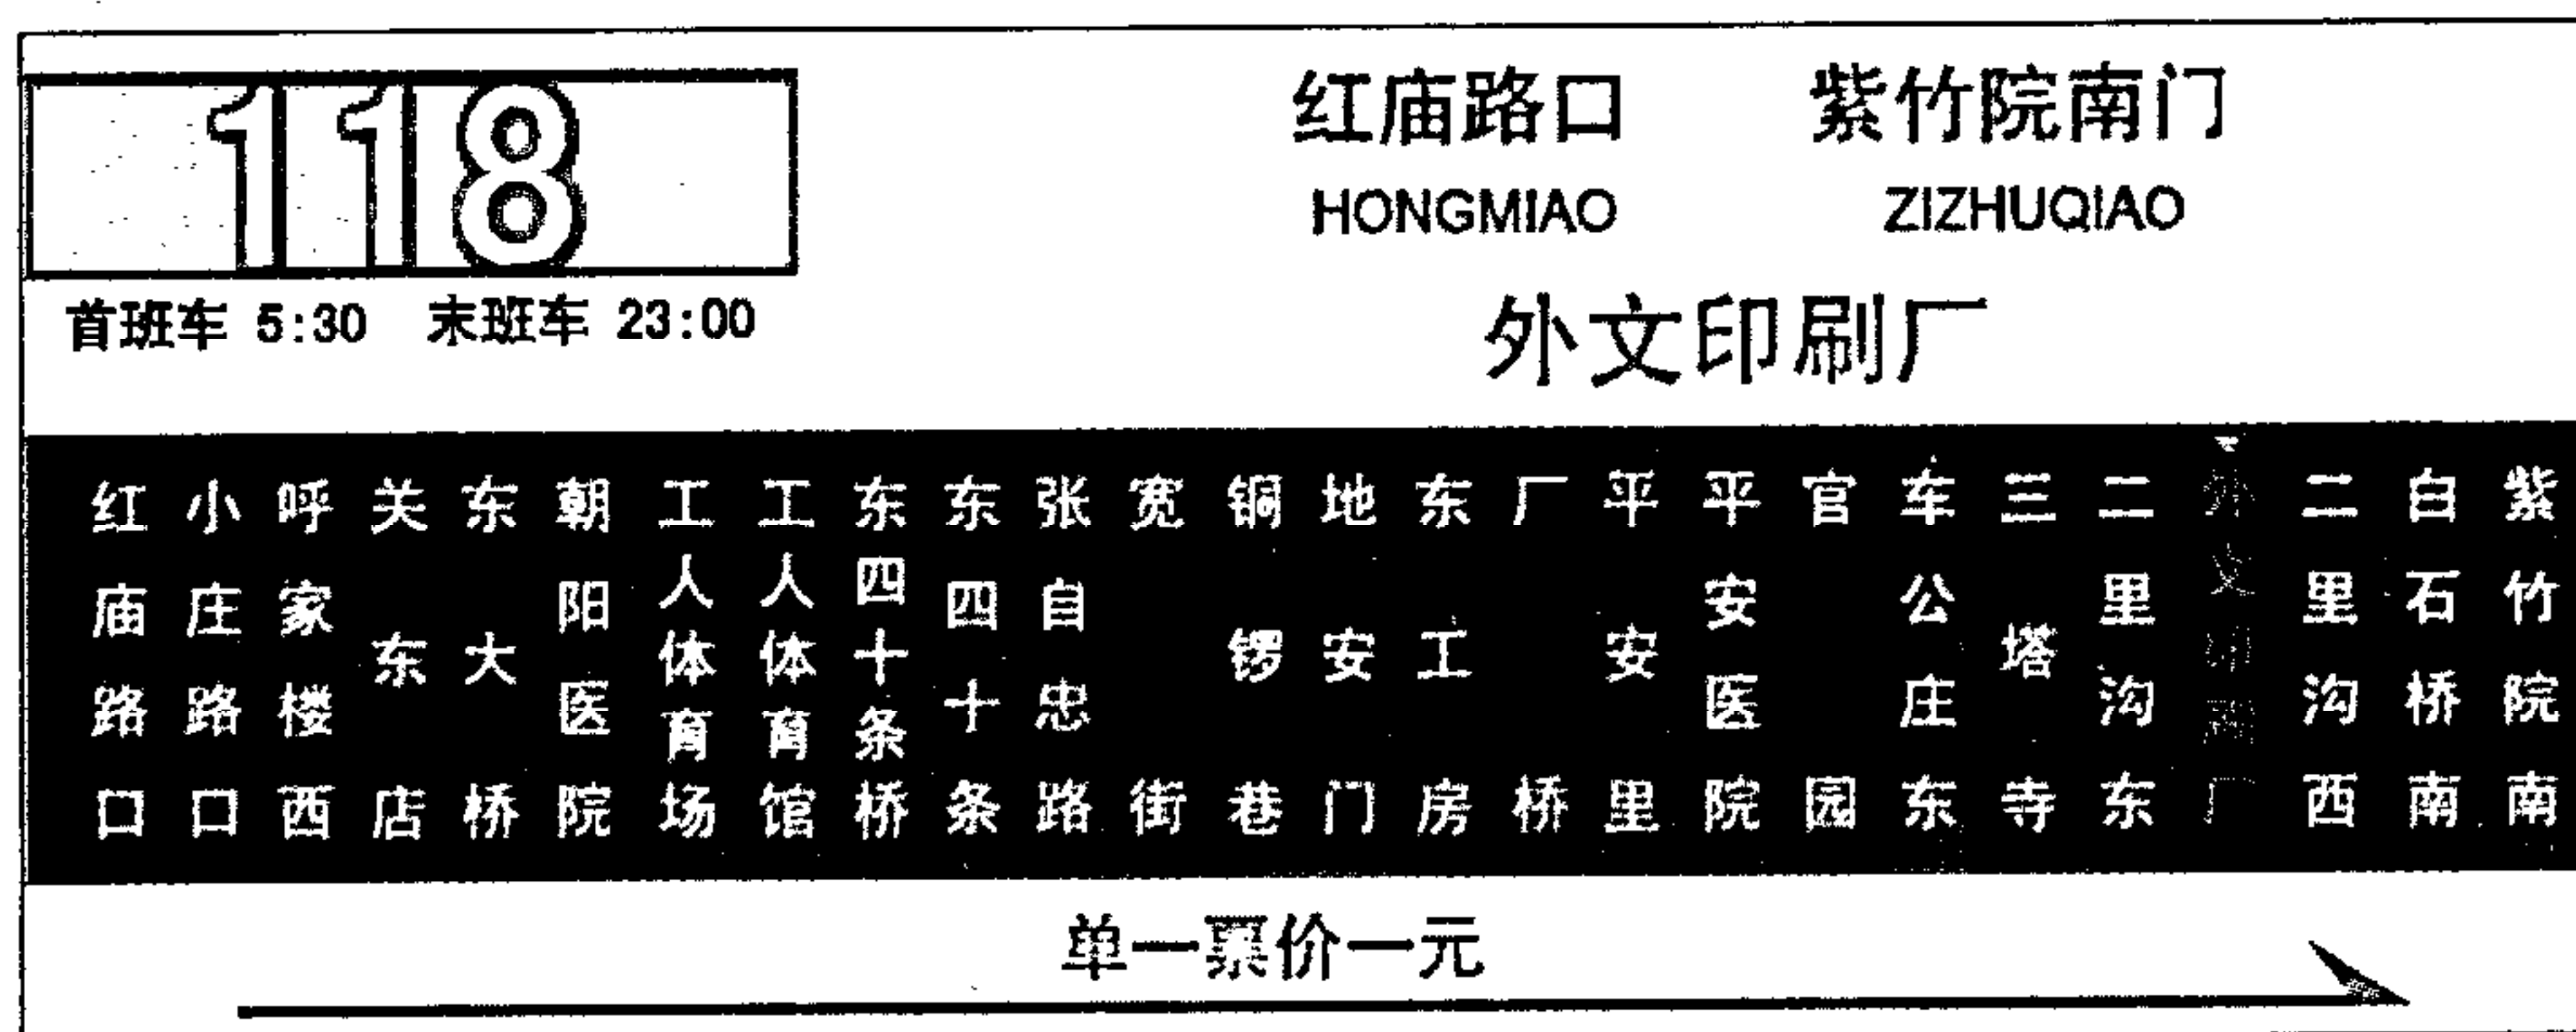 118
红庙路口 紫竹院南门
HONGMIAO ZIZHUQIAO
首班车 5:30 末班车 23:00
外文印刷厂
红庙路口
小庄路口
呼家楼西
关东店
东大桥
朝阳医院
工人体育场
工人体育馆
东四十条桥
东四十条
张自忠路
宽街
锣锣巷
地安门
东工房
厂桥
平安里
平安医院
官园
车公庄东
三塔寺
二里沟东
外文印刷厂
二里沟西
白石桥南
紫竹院南
单一票价一元